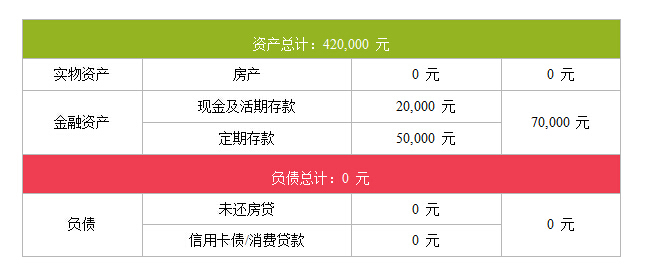 资产总计：420,000 元
实物资产 房产 0 元 0 元
金融资产 现金及活期存款 20,000 元 70,000 元
定期存款 50,000 元
负债总计：0 元
负债 未还房贷 0 元 0 元
信用卡债/消费贷款 0 元